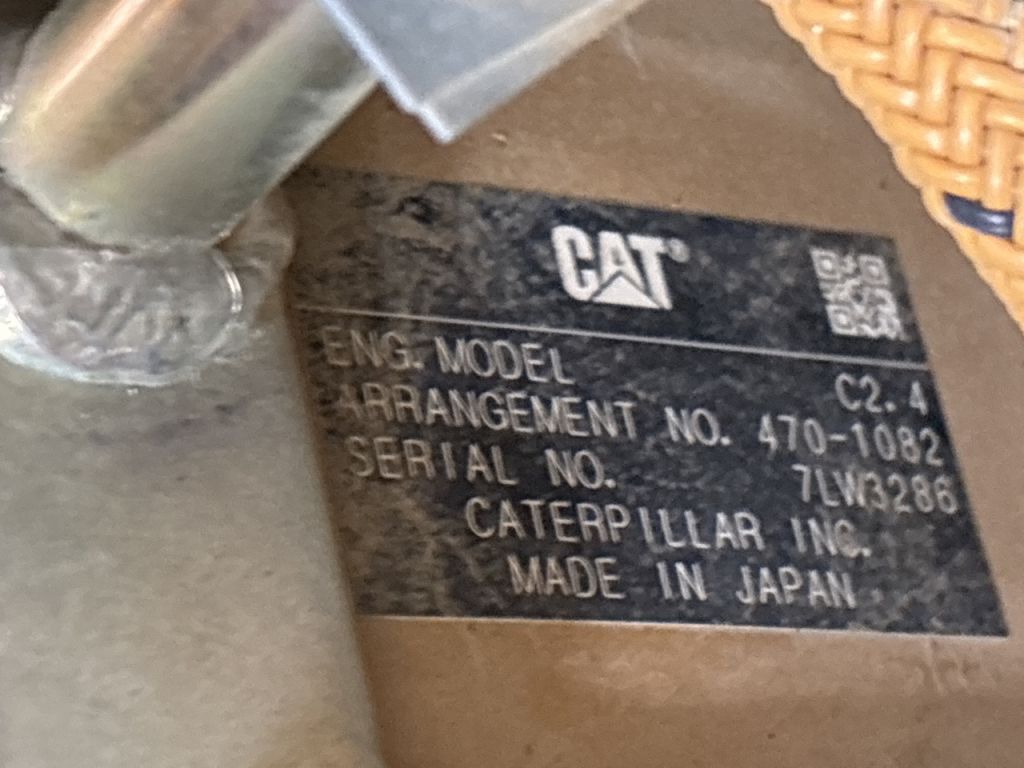 CAT®
ENG. MODEL C2.4
ARRANGEMENT NO. 470-1082
SERIAL NO. 7LW3286
CATERPILLAR INC.
MADE IN JAPAN